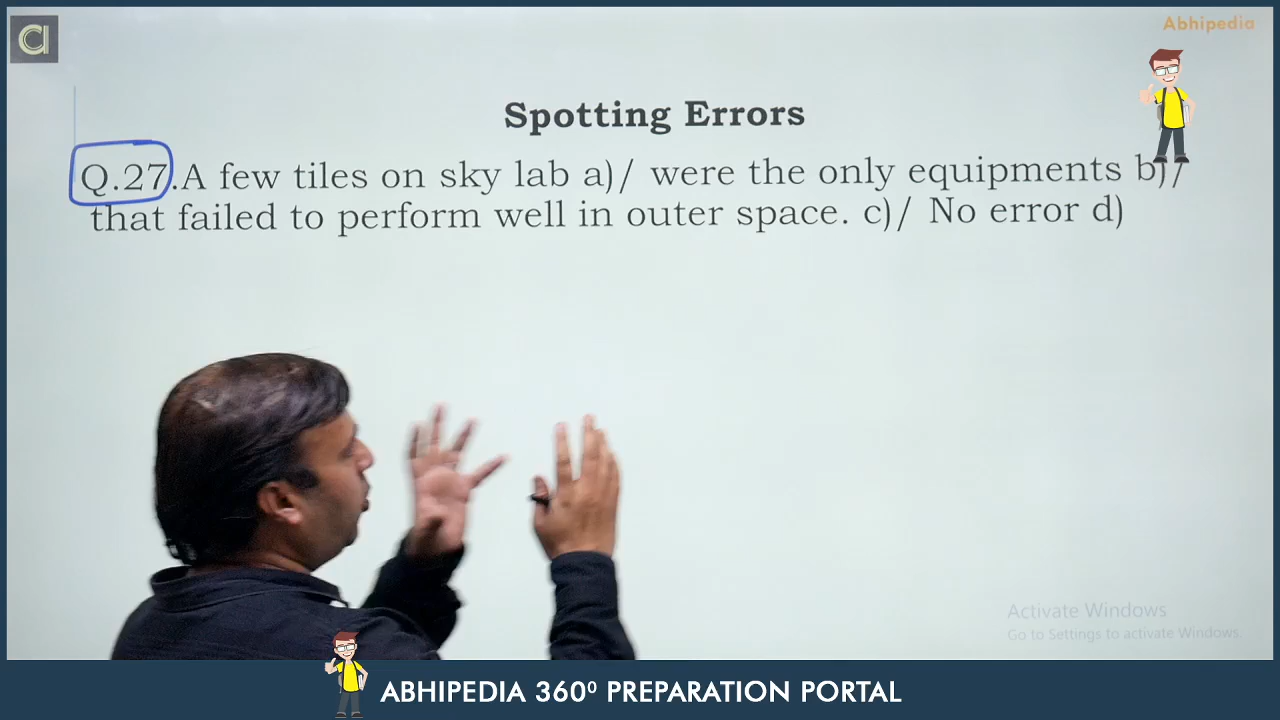 Abhipedia
Spotting Errors
Q.27.A few tiles on sky lab a)/ were the only equipments b)/
that failed to perform well in outer space. c)/ No error d)
Activate Windows
Go to Settings to activate Windows.
ABHIPEDIA 360⁰ PREPARATION PORTAL